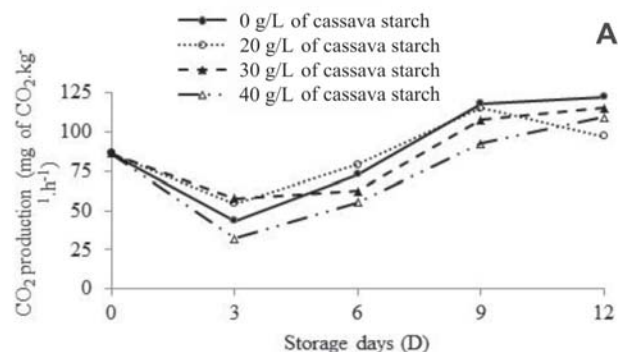 0 g/L of cassava starch
20 g/L of cassava starch
30 g/L of cassava starch
40 g/L of cassava starch
A
CO₂ production (mg of CO₂.kg⁻
¹.h⁻¹)
125
100
75
50
25
0
0 3 6 9 12
Storage days (D)